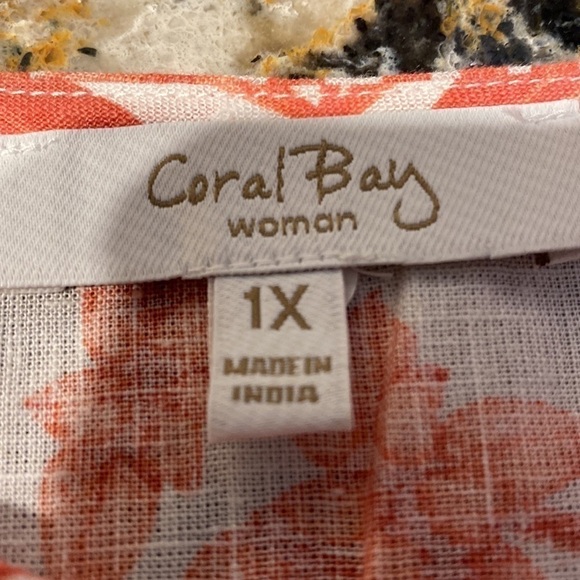 Coral Bay
woman
1X
MADE IN
INDIA